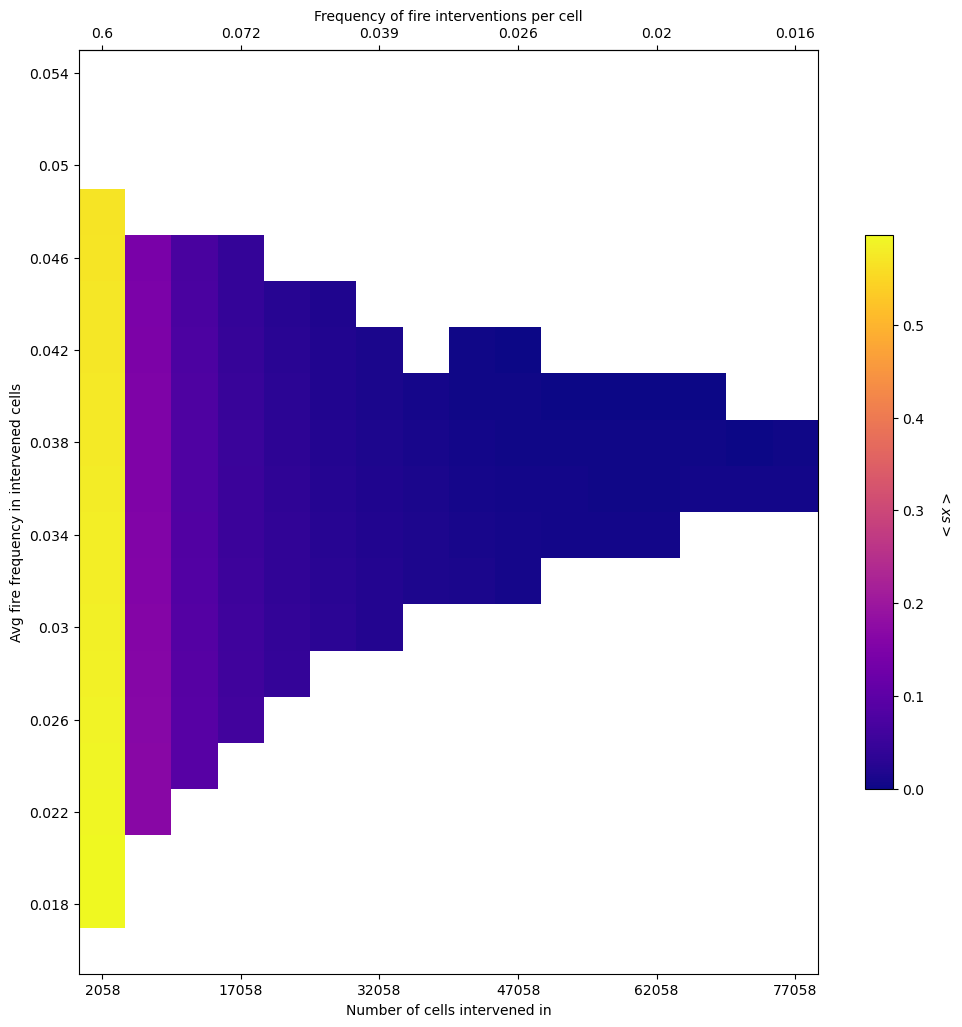 Frequency of fire interventions per cell
0.6 0.072 0.039 0.026 0.02 0.016
0.054
0.05
0.046
0.042
0.038
0.034
0.03
0.026
0.022
0.018
Avg fire frequency in intervened cells
2058 17058 32058 47058 62058 77058
Number of cells intervened in
0.5
0.4
0.3
0.2
0.1
0.0
< sx >